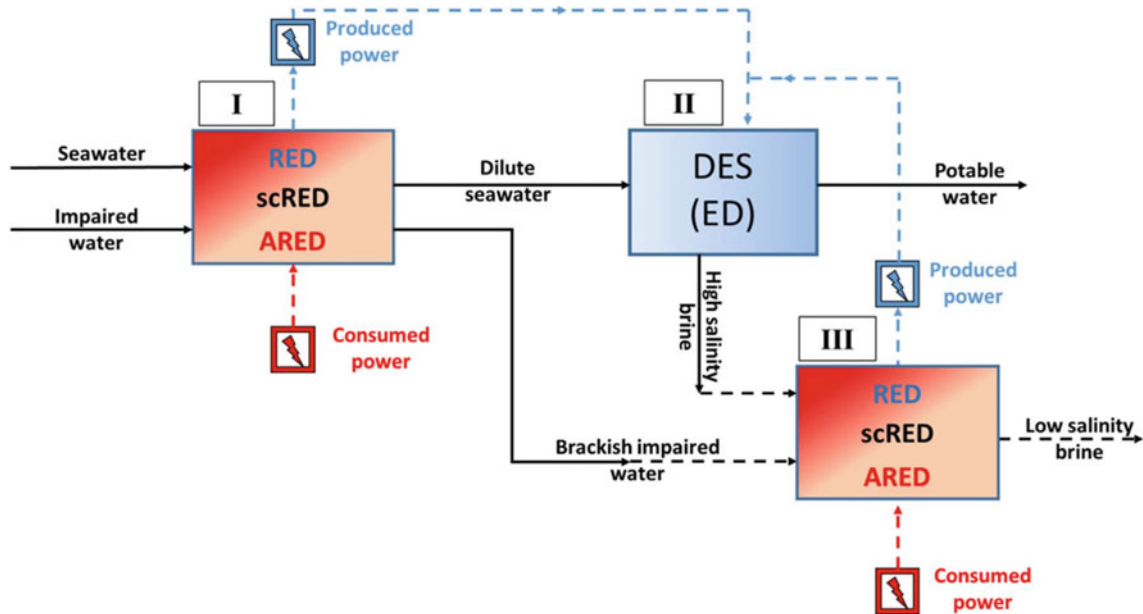 Produced
power
I
II
Seawater
RED
scRED
ARED
Impaired
water
Dilute
seawater
DES
(ED)
Potable
water
High salinity
brine
Consumed
power
Produced
power
III
RED
scRED
ARED
Brackish impaired
water
Low salinity
brine
Consumed
power